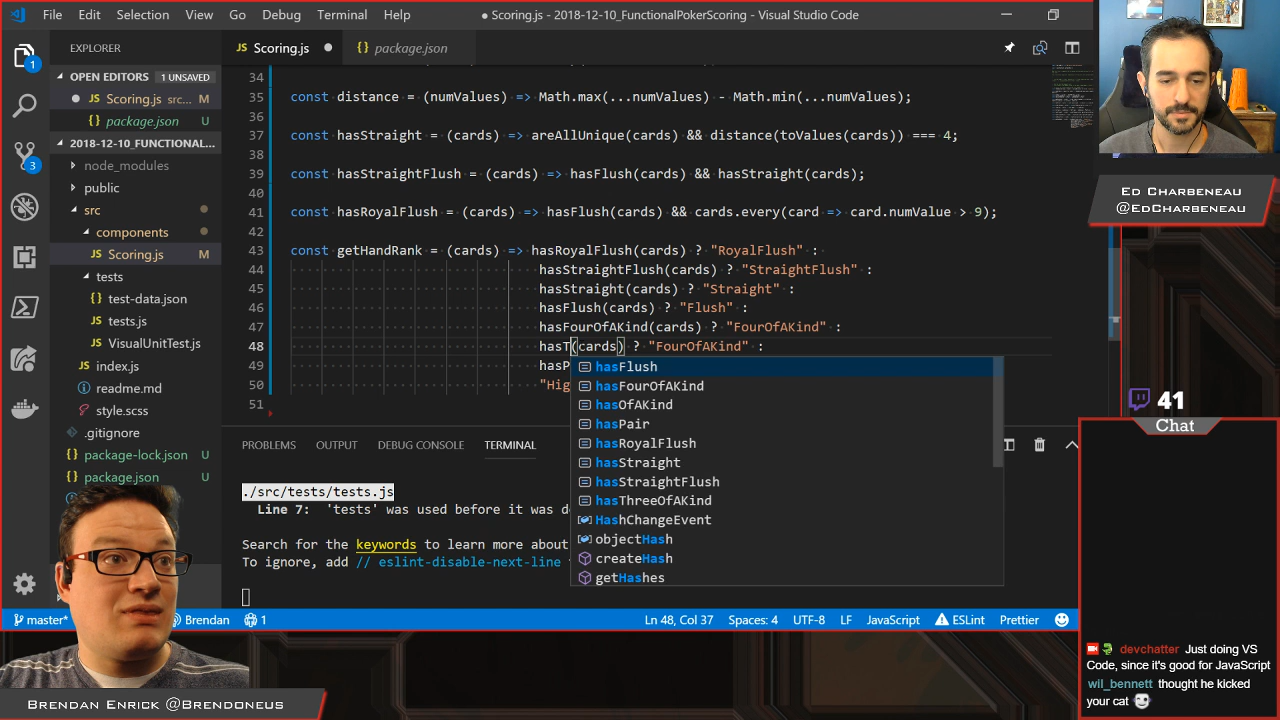 File Edit Selection View Go Debug Terminal Help
● Scoring.js - 2018-12-10_FunctionalPokerScoring - Visual Studio Code
EXPLORER
OPEN EDITORS 1 UNSAVED
JS Scoring.js src... M
{} package.json U
2018-12-10_FUNCTIONAL...
node_modules
public
src
components
JS Scoring.js M
tests
{} test-data.json
JS tests.js
JS VisualUnitTest.js
JS index.js
readme.md
style.scss
.gitignore
{} package-lock.json U
{} package.json U
1
3
JS Scoring.js ●
{} package.json
34
35 const distance = (numValues) => Math.max(...numValues) - Math.min(...numValues);
36
37 const hasStraight = (cards) => areAllUnique(cards) && distance(toValues(cards)) === 4;
38
39 const hasStraightFlush = (cards) => hasFlush(cards) && hasStraight(cards);
40
41 const hasRoyalFlush = (cards) => hasFlush(cards) && cards.every(card => card.numValue > 9);
42
43 const getHandRank = (cards) => hasRoyalFlush(cards) ? "RoyalFlush" :
44 hasStraightFlush(cards) ? "StraightFlush" :
45 hasStraight(cards) ? "Straight" :
46 hasFlush(cards) ? "Flush" :
47 hasFourOfAKind(cards) ? "FourOfAKind" :
48 hasT(cards) ? "FourOfAKind" :
49 hasP
50 "Hig
51
hasFlush
hasFourOfAKind
hasOfAKind
hasPair
hasRoyalFlush
hasStraight
hasStraightFlush
hasThreeOfAKind
HashChangeEvent
objectHash
createHash
getHashes
PROBLEMS OUTPUT DEBUG CONSOLE TERMINAL
./src/tests/tests.js
Line 7: 'tests' was used before it was d
Search for the keywords to learn more about
To ignore, add // eslint-disable-next-line
master* Brendan 1 Ln 48, Col 37 Spaces: 4 UTF-8 LF JavaScript ESLint Prettier
Ed Charbeneau
@EdCharbeneau
41
Chat
devchatter Just doing VS
Code, since it's good for JavaScript
wil_bennett thought he kicked
your cat
Brendan Enrick @Brendoneus